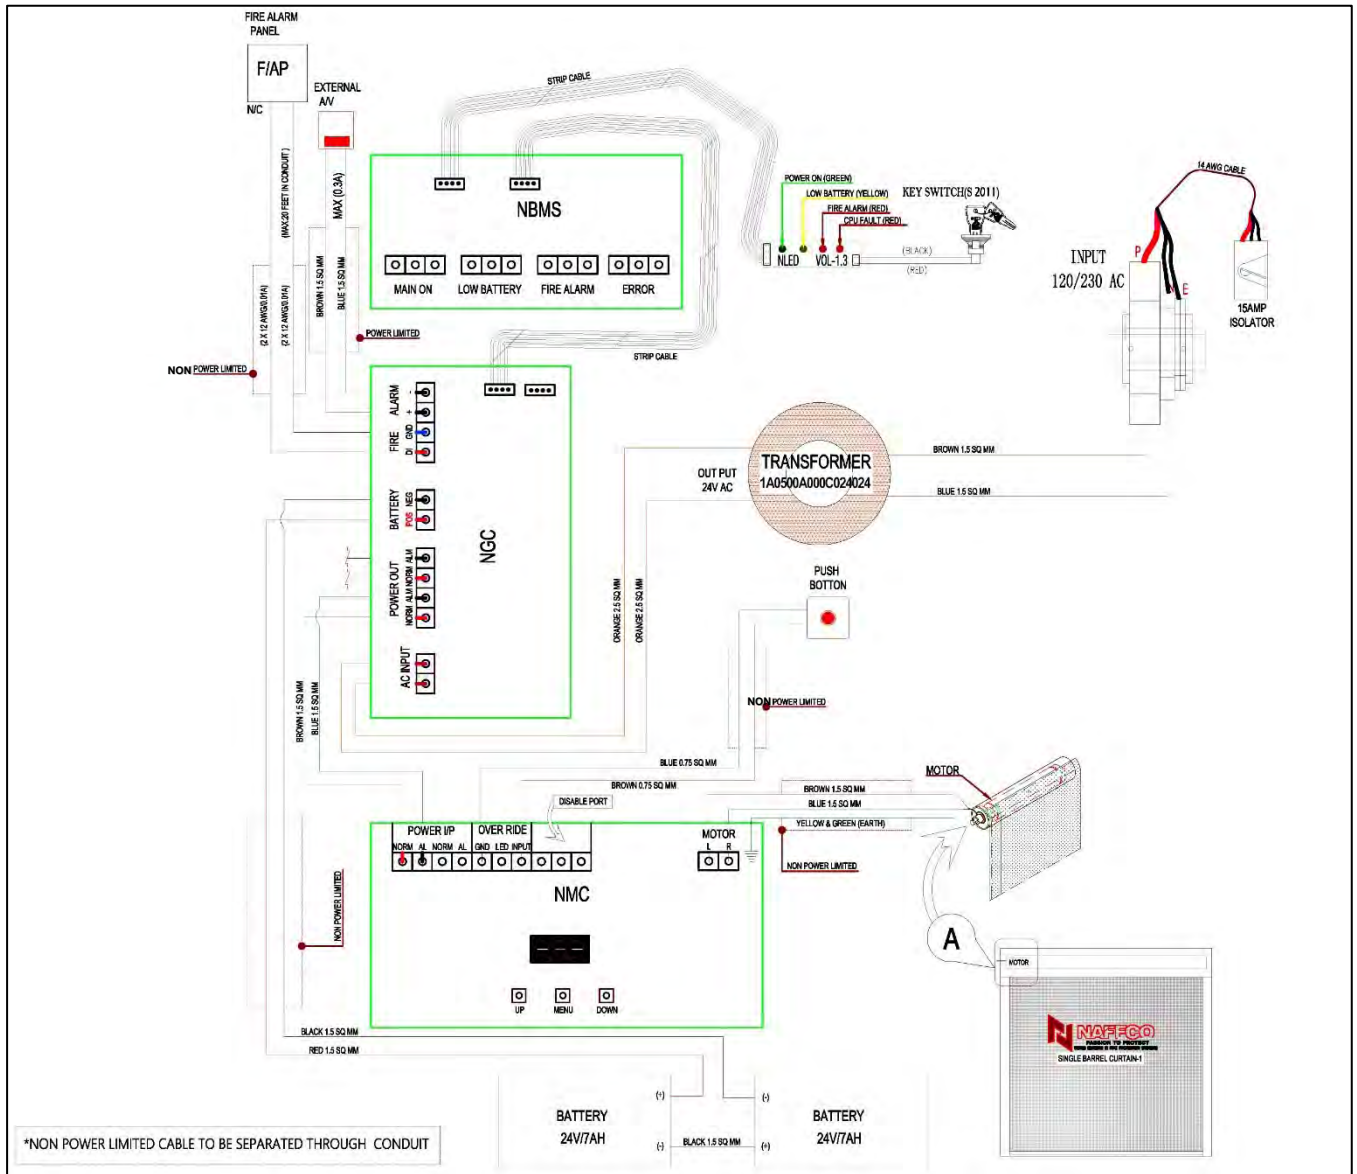 FIRE ALARM
PANEL
F/AP
N/C
EXTERNAL
A/V
(MAX.20 FEET IN CONDUIT )
MAX (0.3A)
(2 X 12 AWG/0.01A)
(2 X 12 AWG/0.01A)
BROWN 1.5 SQ MM
BLUE 1.5 SQ MM
POWER LIMITED
NON POWER LIMITED
STRIP CABLE
NBMS
MAIN ON
LOW BATTERY
FIRE ALARM
ERROR
STRIP CABLE
POWER ON (GREEN)
LOW BATTERY (YELLOW)
FIRE ALARM (RED)
CPU FAULT (RED)
NLED
VOL-1.3
KEY SWITCH(S 2011)
(BLACK)
(RED)
14 AWG CABLE
P
E
INPUT
120/230 AC
15AMP
ISOLATOR
ALARM
- +
FIRE
GND
DI
BATTERY
NEG
POS
POWER OUT
ALM
NORM
ALM
NORM
AC INPUT
NGC
OUT PUT
24V AC
TRANSFORMER
1A0500A000C024024
BROWN 1.5 SQ MM
BLUE 1.5 SQ MM
ORANGE 2.5 SQ MM
ORANGE 2.5 SQ MM
PUSH
BOTTON
NON POWER LIMITED
BROWN 1.5 SQ MM
BLUE 1.5 SQ MM
BLUE 0.75 SQ MM
BROWN 0.75 SQ MM
DISABLE PORT
BROWN 1.5 SQ MM
BLUE 1.5 SQ MM
YELLOW & GREEN (EARTH)
NON POWER LIMITED
MOTOR
POWER I/P
OVER RIDE
NORM AL NORM AL GND LED INPUT
MOTOR
L R
NMC
UP
MENU
DOWN
NON POWER LIMITED
A
MOTOR
NAFFCO
PASSION TO PROTECT
SINGLE BARREL CURTAIN-1
BLACK 1.5 SQ MM
RED 1.5 SQ MM
BATTERY
24V/7AH
(+)
(-)
BLACK 1.5 SQ MM
(-)
(+)
BATTERY
24V/7AH
*NON POWER LIMITED CABLE TO BE SEPARATED THROUGH CONDUIT